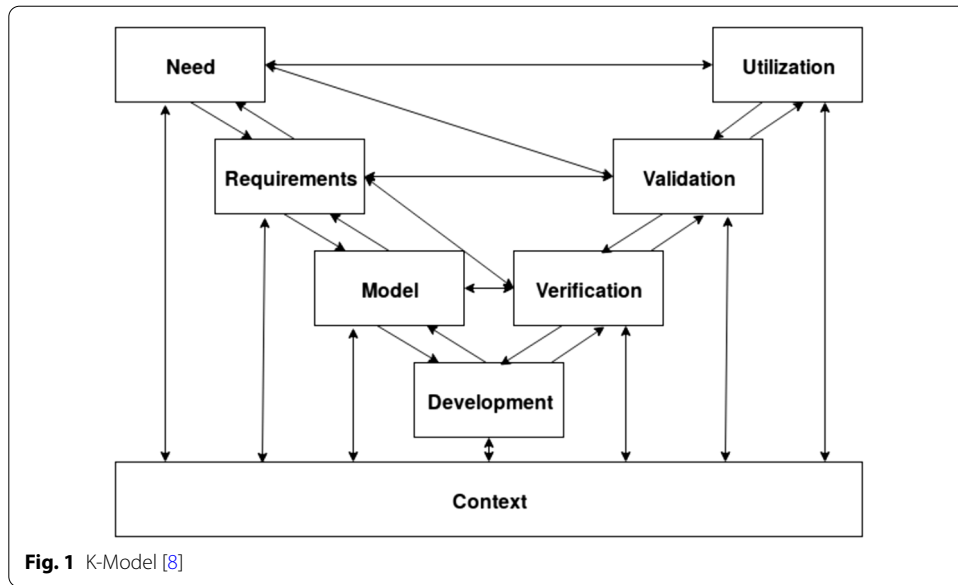 Need
Utilization
Requirements
Validation
Model
Verification
Development
Context
Fig. 1 K-Model [8]